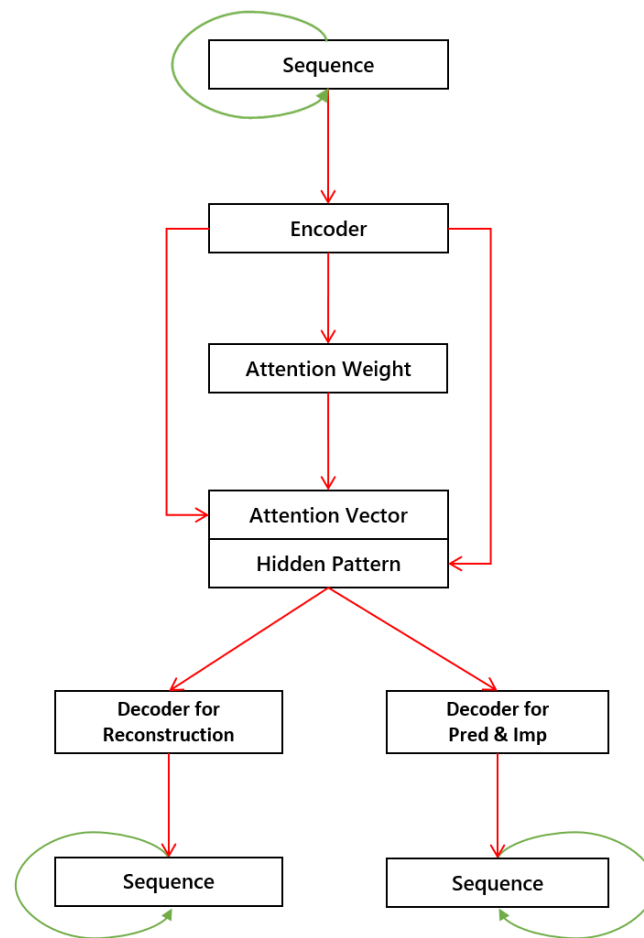 Sequence
Encoder
Attention Weight
Attention Vector
Hidden Pattern
Decoder for
Reconstruction
Decoder for
Pred & Imp
Sequence
Sequence